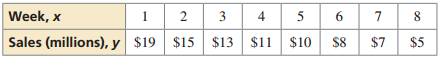 Week, x 1 2 3 4 5 6 7 8
Sales (millions), y $19 $15 $13 $11 $10 $8 $7 $5